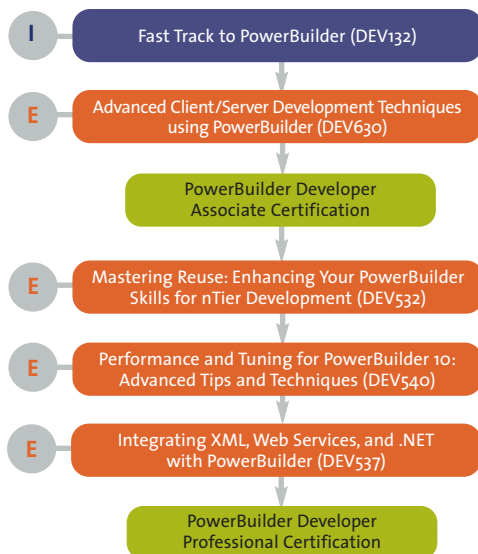 I
Fast Track to PowerBuilder (DEV132)
E
Advanced Client/Server Development Techniques
using PowerBuilder (DEV630)
PowerBuilder Developer
Associate Certification
E
Mastering Reuse: Enhancing Your PowerBuilder
Skills for nTier Development (DEV532)
E
Performance and Tuning for PowerBuilder 10:
Advanced Tips and Techniques (DEV540)
E
Integrating XML, Web Services, and .NET
with PowerBuilder (DEV537)
PowerBuilder Developer
Professional Certification